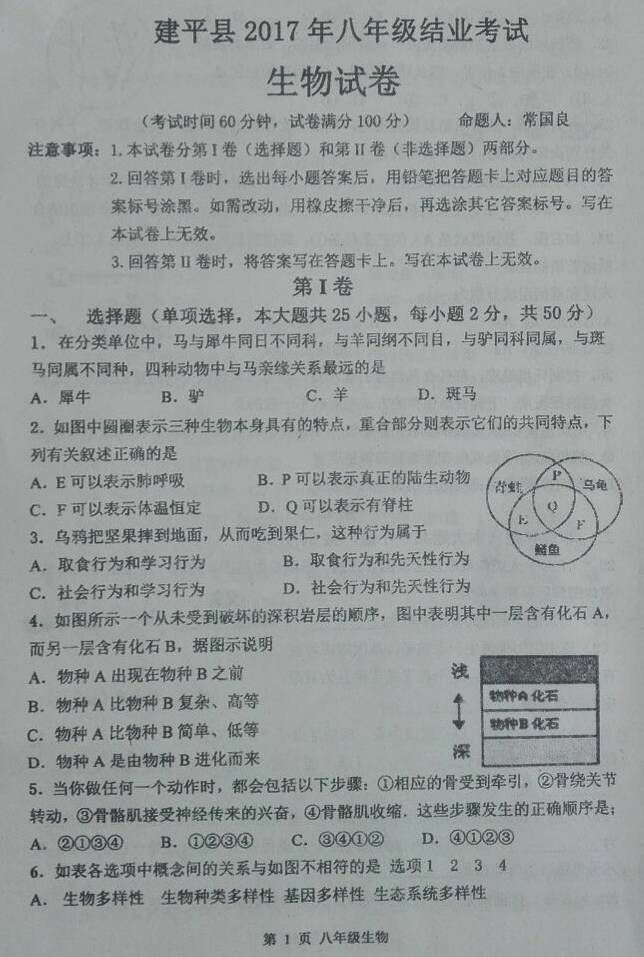 建平县 2017 年八年级结业考试
生物试卷
（考试时间 60 分钟，试卷满分 100 分） 命题人：常国良
注意事项：1.本试卷分第 I 卷（选择题）和第 II 卷（非选择题）两部分。
2.回答第 I 卷时，选出每小题答案后，用铅笔把答题卡上对应题目的答
案标号涂黑。如需改动，用橡皮擦干净后，再选涂其它答案标号。写在
本试卷上无效。
3.回答第 II 卷时，将答案写在答题卡上。写在本试卷上无效。
第 I 卷
一、 选择题（单项选择，本大题共 25 小题，每小题 2 分，共 50 分）
1．在分类单位中，马与犀牛同目不同科，与羊同纲不同目，与驴同科同属，与斑
马同属不同种，四种动物中与马亲缘关系最远的是
A．犀牛 B．驴 C．羊 D．斑马
2．如图中圆圈表示三种生物本身具有的特点，重合部分则表示它们的共同特点，下
列有关叙述正确的是
A．E 可以表示肺呼吸 B．P 可以表示真正的陆生动物
C．F 可以表示体温恒定 D．Q 可以表示有脊柱
青蛙 P 乌龟
E Q F
鲫鱼
3．乌鸦把坚果摔到地面，从而吃到果仁，这种行为属于
A．取食行为和学习行为 B．取食行为和先天性行为
C．社会行为和学习行为 D．社会行为和先天性行为
4．如图所示一个从未受到破坏的深积岩层的顺序，图中表明其中一层含有化石 A，
而另一层含有化石 B，据图示说明
A．物种 A 出现在物种 B 之前
B．物种 A 比物种 B 复杂、高等
C．物种 A 比物种 B 简单、低等
D．物种 A 是由物种 B 进化而来
浅
物种A 化石
物种B 化石
深
5．当你做任何一个动作时，都会包括以下步骤：①相应的骨受到牵引，②骨绕关节
转动，③骨骼肌接受神经传来的兴奋，④骨骼肌收缩．这些步骤发生的正确顺序是；
A．②①③④ B．①②③④ C．③④①② D．④①②③
6．如表各选项中概念间的关系与如图不相符的是 选项 1 2 3 4
A． 生物多样性 生物种类多样性 基因多样性 生态系统多样性
第 1 页 八年级生物